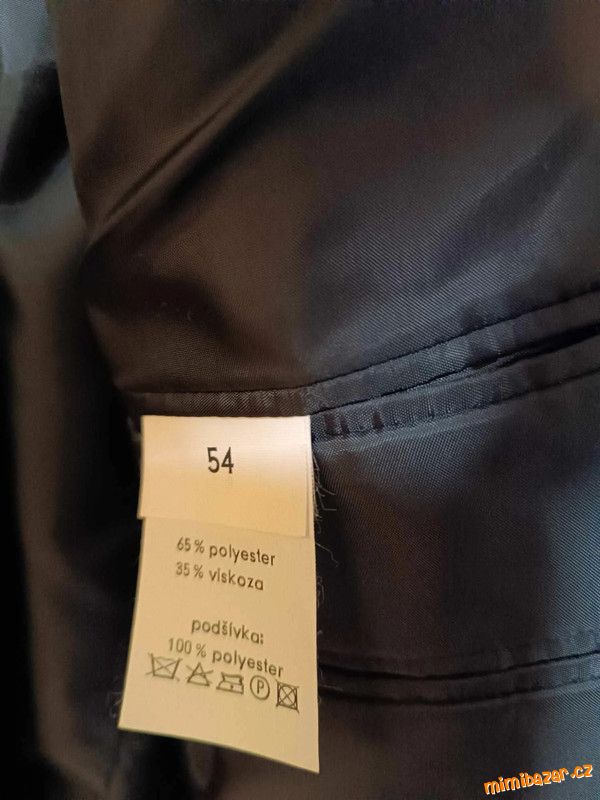 54
65% polyester
35% viskoza
podšívka:
100% polyester
P
mimibazar.cz